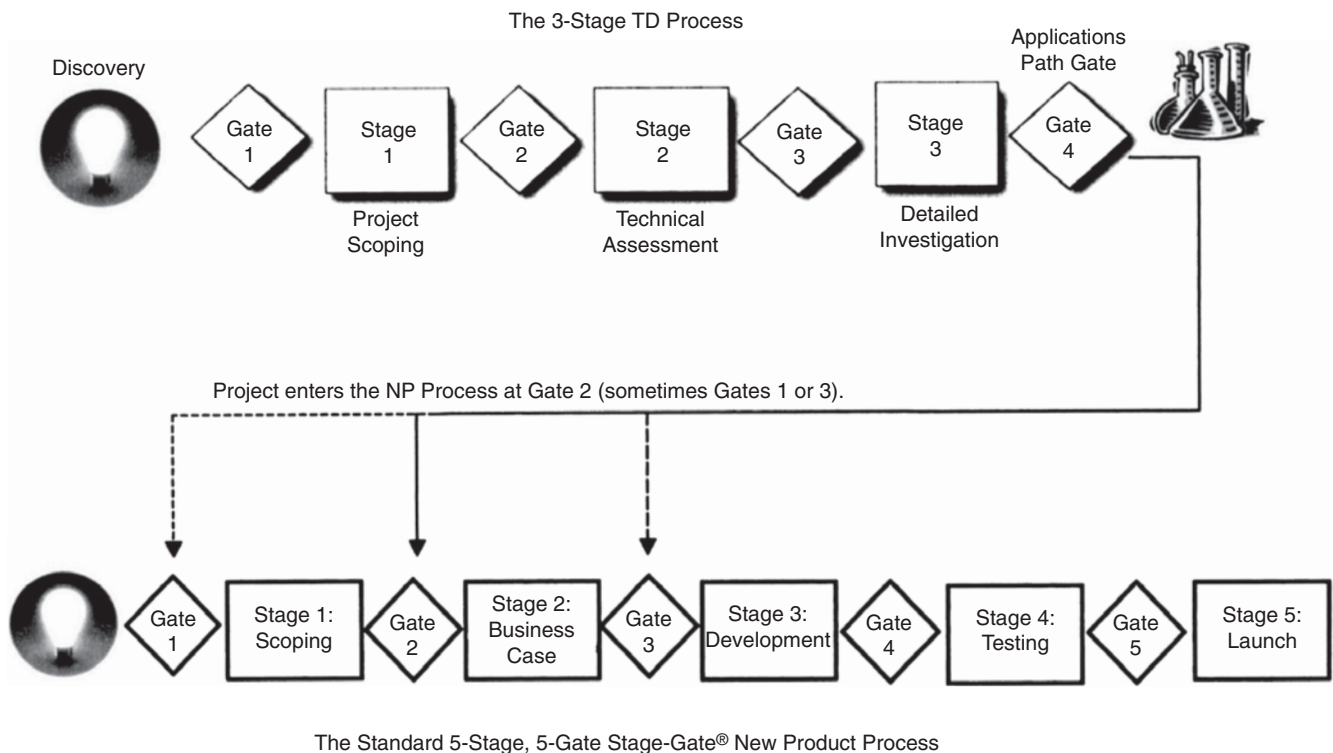 The 3-Stage TD Process
Discovery
Applications
Path Gate
Gate
1
Stage
1
Gate
2
Stage
2
Gate
3
Stage
3
Gate
4
Project
Scoping
Technical
Assessment
Detailed
Investigation
Project enters the NP Process at Gate 2 (sometimes Gates 1 or 3).
Gate
1
Stage 1:
Scoping
Gate
2
Stage 2:
Business
Case
Gate
3
Stage 3:
Development
Gate
4
Stage 4:
Testing
Gate
5
Stage 5:
Launch
The Standard 5-Stage, 5-Gate Stage-Gate® New Product Process